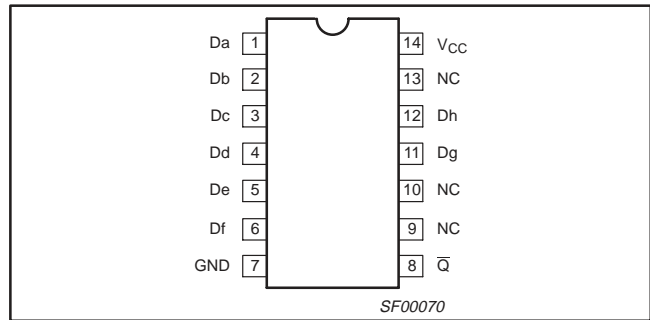 Da 1 14 VCC
Db 2 13 NC
Dc 3 12 Dh
Dd 4 11 Dg
De 5 10 NC
Df 6 9 NC
GND 7 8 Q̅
SF00070